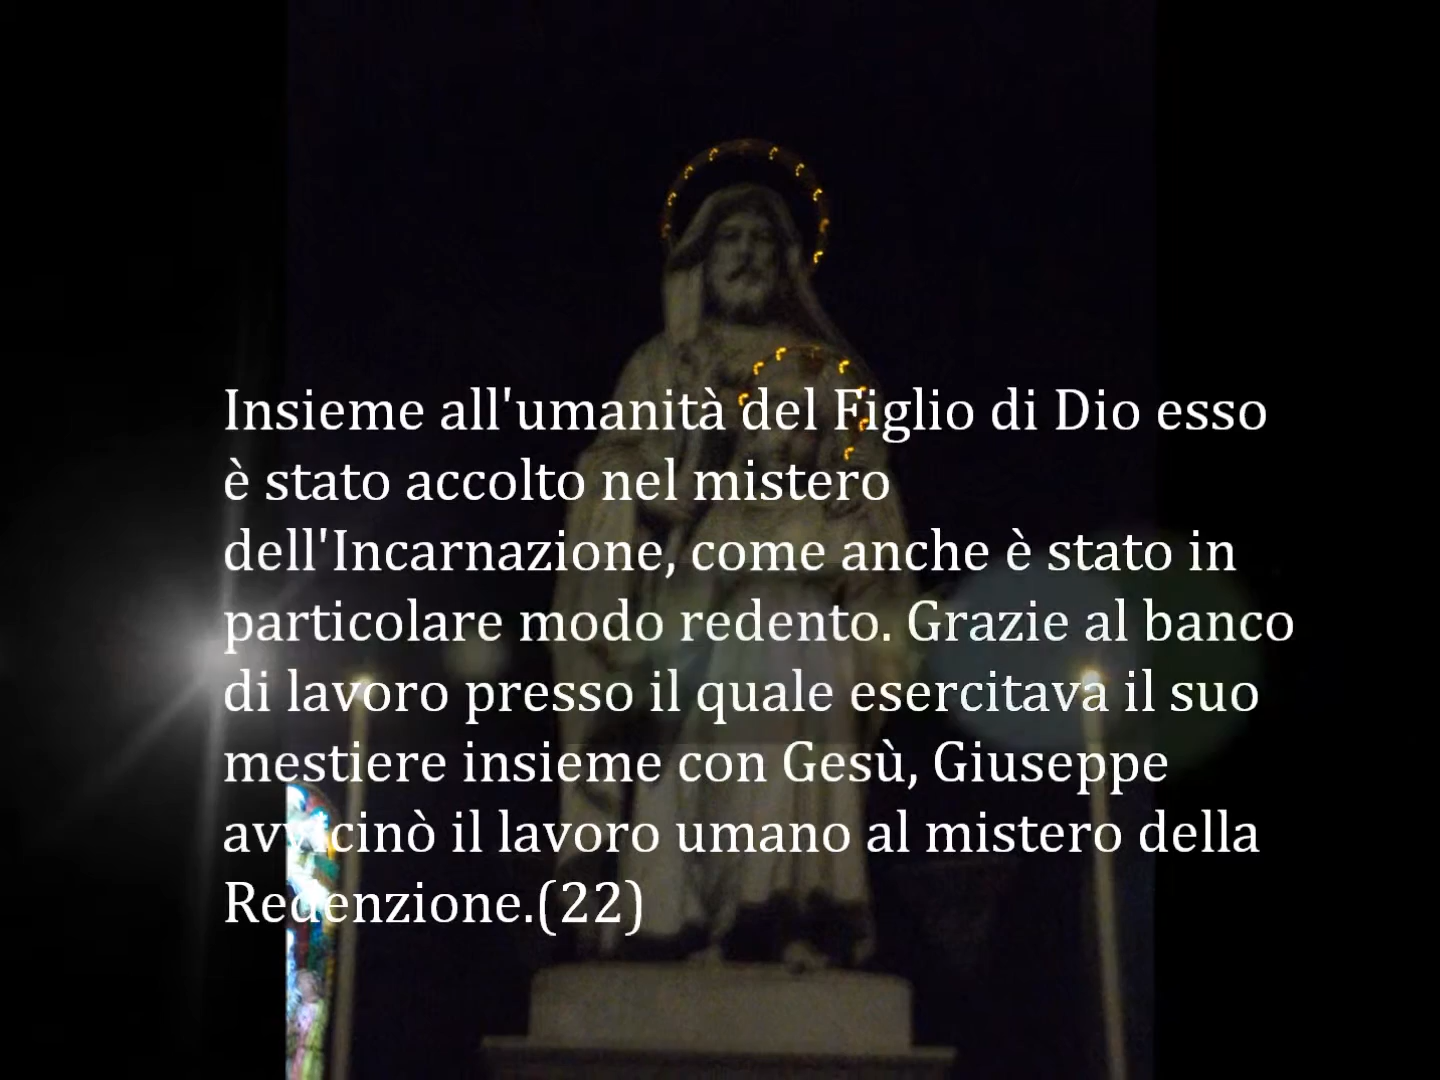 Insieme all'umanità del Figlio di Dio esso
è stato accolto nel mistero
dell'Incarnazione, come anche è stato in
particolare modo redento. Grazie al banco
di lavoro presso il quale esercitava il suo
mestiere insieme con Gesù, Giuseppe
avvicinò il lavoro umano al mistero della
Redenzione.(22)